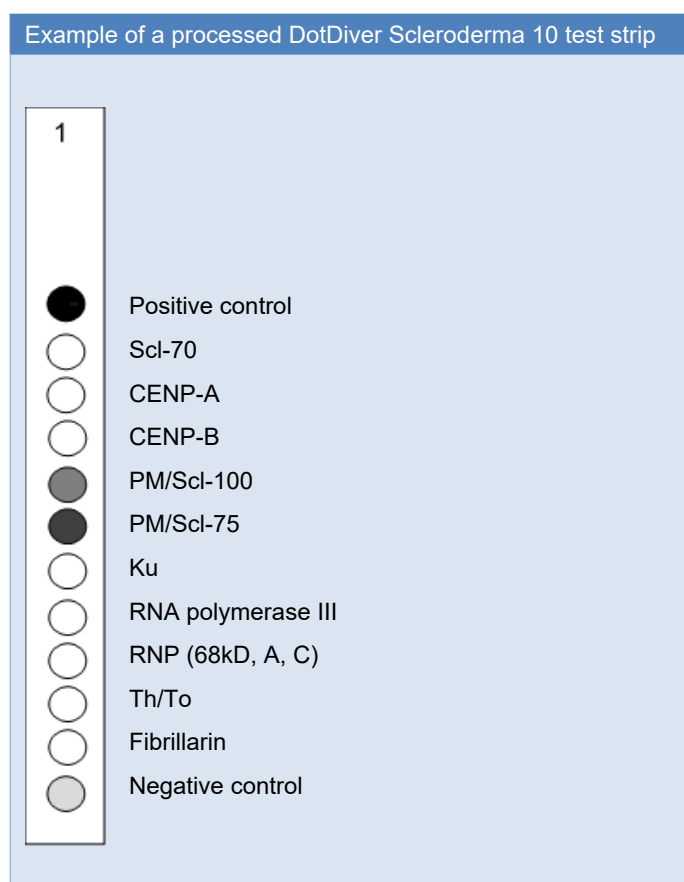 Example of a processed DotDiver Scleroderma 10 test strip
1
Positive control
Scl-70
CENP-A
CENP-B
PM/Scl-100
PM/Scl-75
Ku
RNA polymerase III
RNP (68kD, A, C)
Th/To
Fibrillarin
Negative control